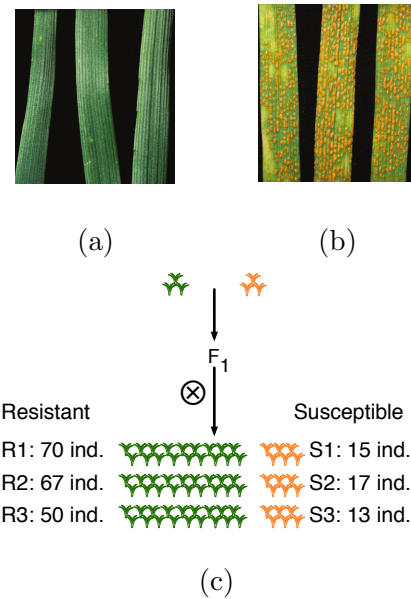 (a) (b)
F1
Resistant Susceptible
R1: 70 ind. S1: 15 ind.
R2: 67 ind. S2: 17 ind.
R3: 50 ind. S3: 13 ind.
(c)